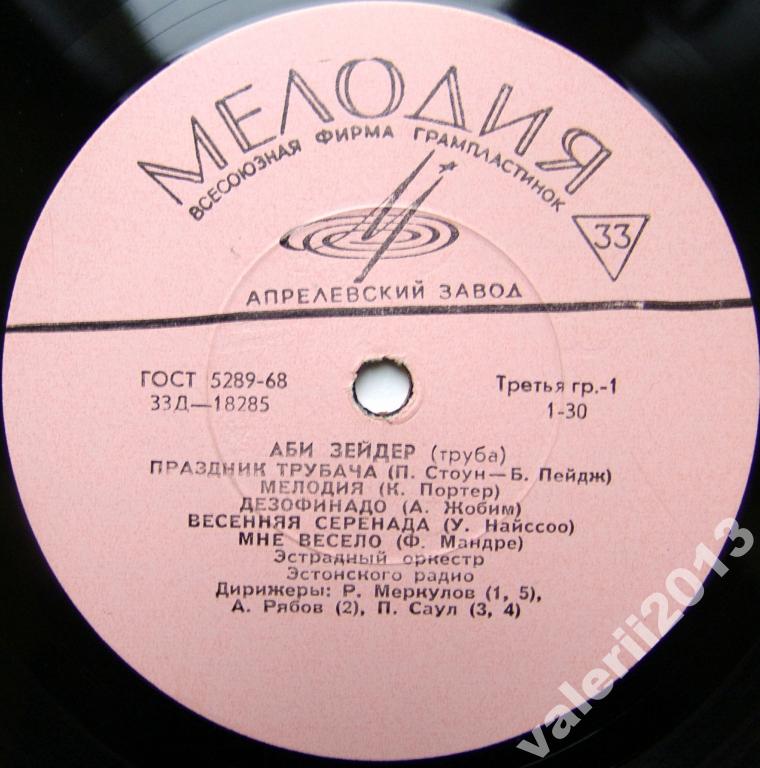 МЕЛОДИЯ
ВСЕСОЮЗНАЯ ФИРМА ГРАМПЛАСТИНОК
33
АПРЕЛЕВСКИЙ ЗАВОД
ГОСТ 5289-68
33Д—18285
Третья гр.-1
1-30
АБИ ЗЕЙДЕР (труба)
ПРАЗДНИК ТРУБАЧА (П. Стоун—Б. Пейдж)
МЕЛОДИЯ (К. Портер)
ДЕЗОФИНАДО (А. Жобим)
ВЕСЕННЯЯ СЕРЕНАДА (У. Найссоо)
МНЕ ВЕСЕЛО (Ф. Мандре)
Эстрадный оркестр
Эстонского радио
Дирижеры: Р. Меркулов (1, 5),
А. Рябов (2), П. Саул (3, 4)
valerii2013